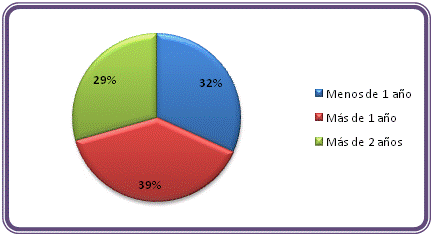 29%
32%
39%
Menos de 1 año
Más de 1 año
Más de 2 años